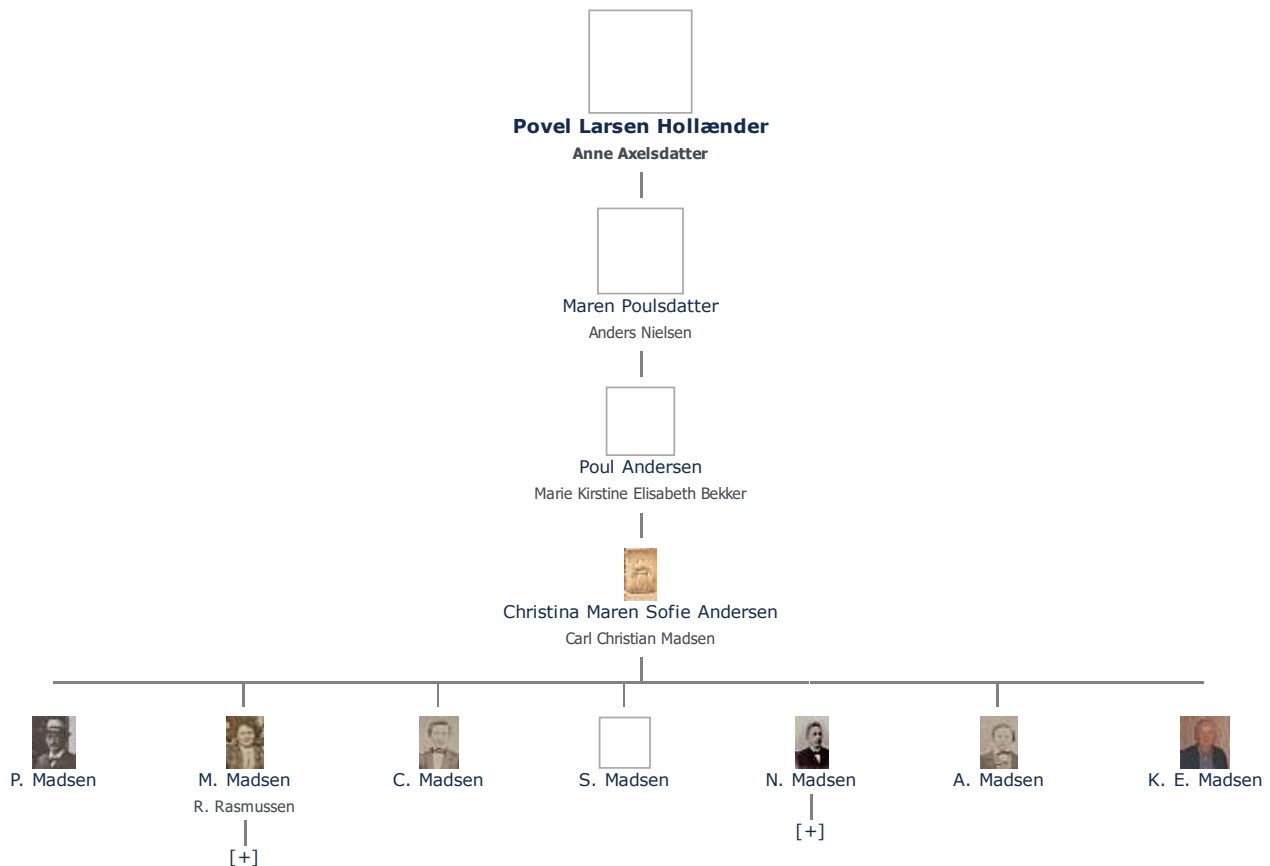 Povel Larsen Hollænder
Anne Axelsdatter
Maren Poulsdatter
Anders Nielsen
Poul Andersen
Marie Kirstine Elisabeth Bekker
Christina Maren Sofie Andersen
Carl Christian Madsen
P. Madsen
M. Madsen
C. Madsen
S. Madsen
N. Madsen
A. Madsen
K. E. Madsen
R. Rasmussen
[+]
[+]